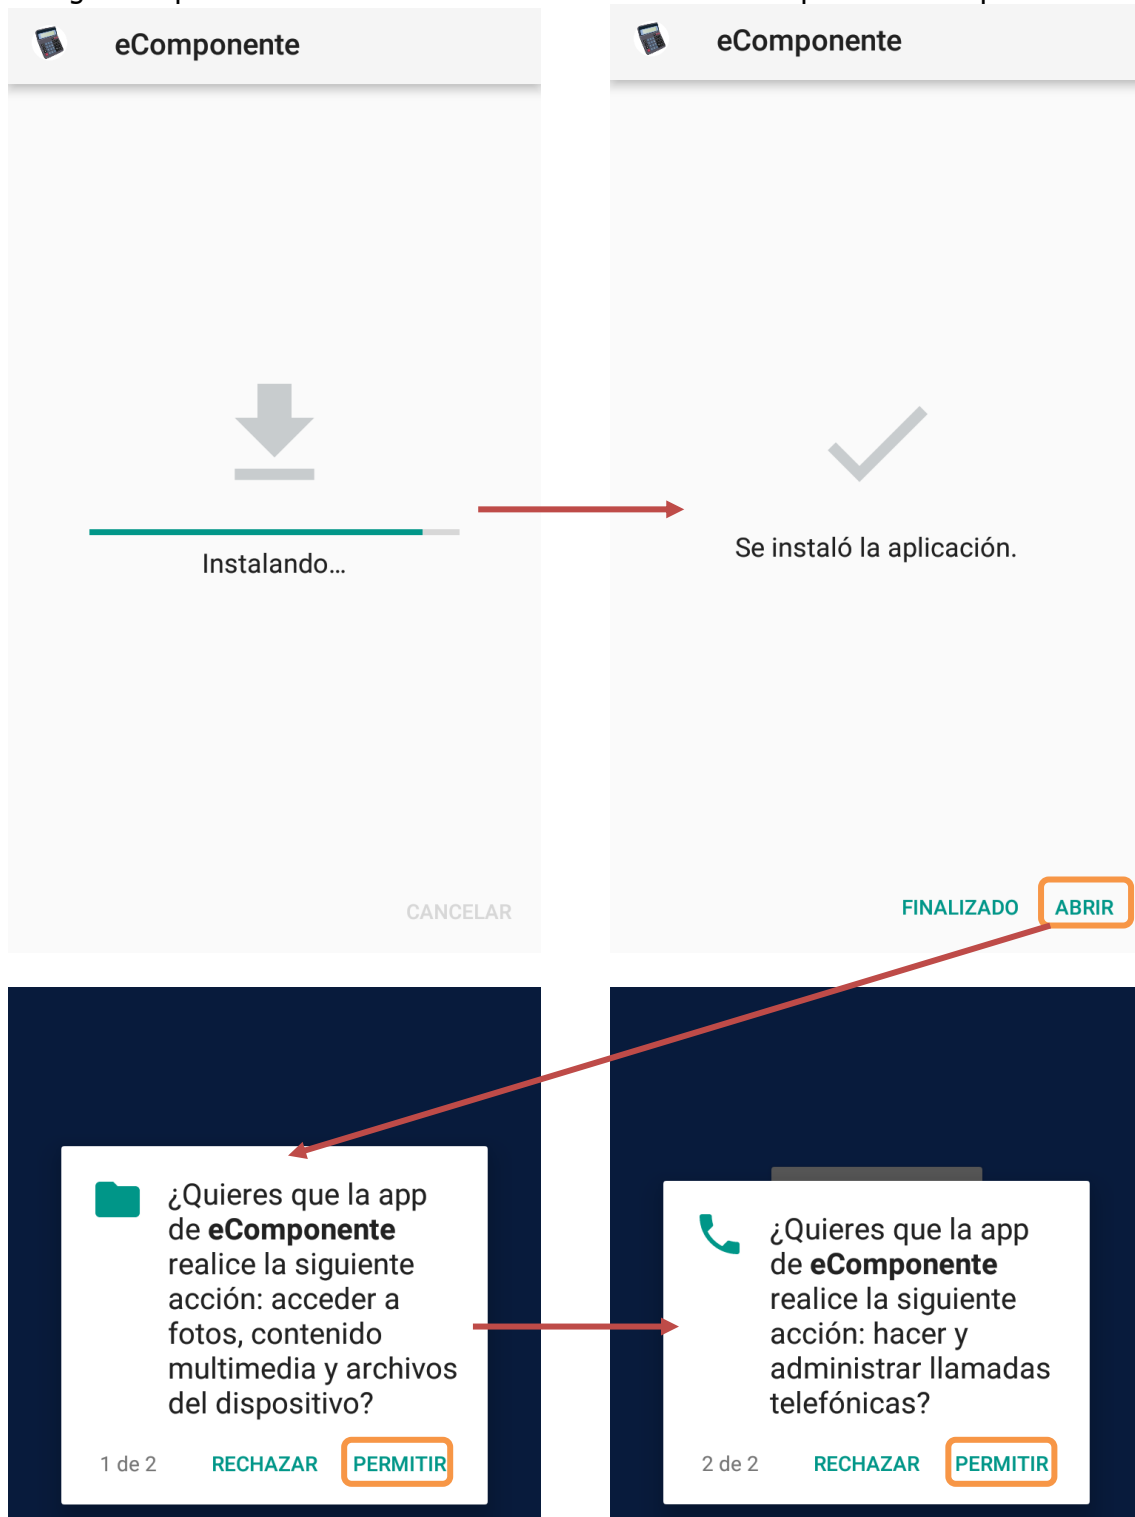 eComponente
Instalando...
CANCELAR
eComponente
Se instaló la aplicación.
FINALIZADO ABRIR
¿Quieres que la app
de eComponente
realice la siguiente
acción: acceder a
fotos, contenido
multimedia y archivos
del dispositivo?
1 de 2 RECHAZAR PERMITIR
¿Quieres que la app
de eComponente
realice la siguiente
acción: hacer y
administrar llamadas
telefónicas?
2 de 2 RECHAZAR PERMITIR